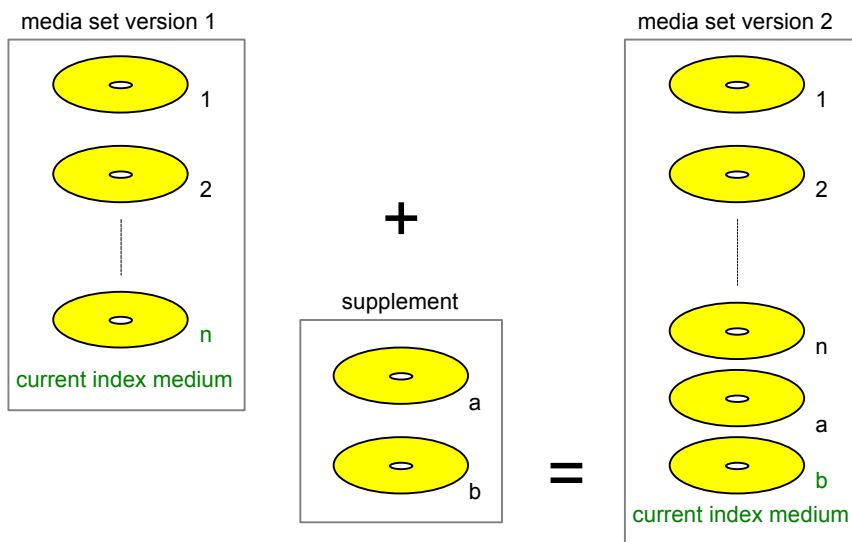 media set version 1
1
2
n
current index medium
+
supplement
a
b
=
media set version 2
1
2
n
a
b
current index medium